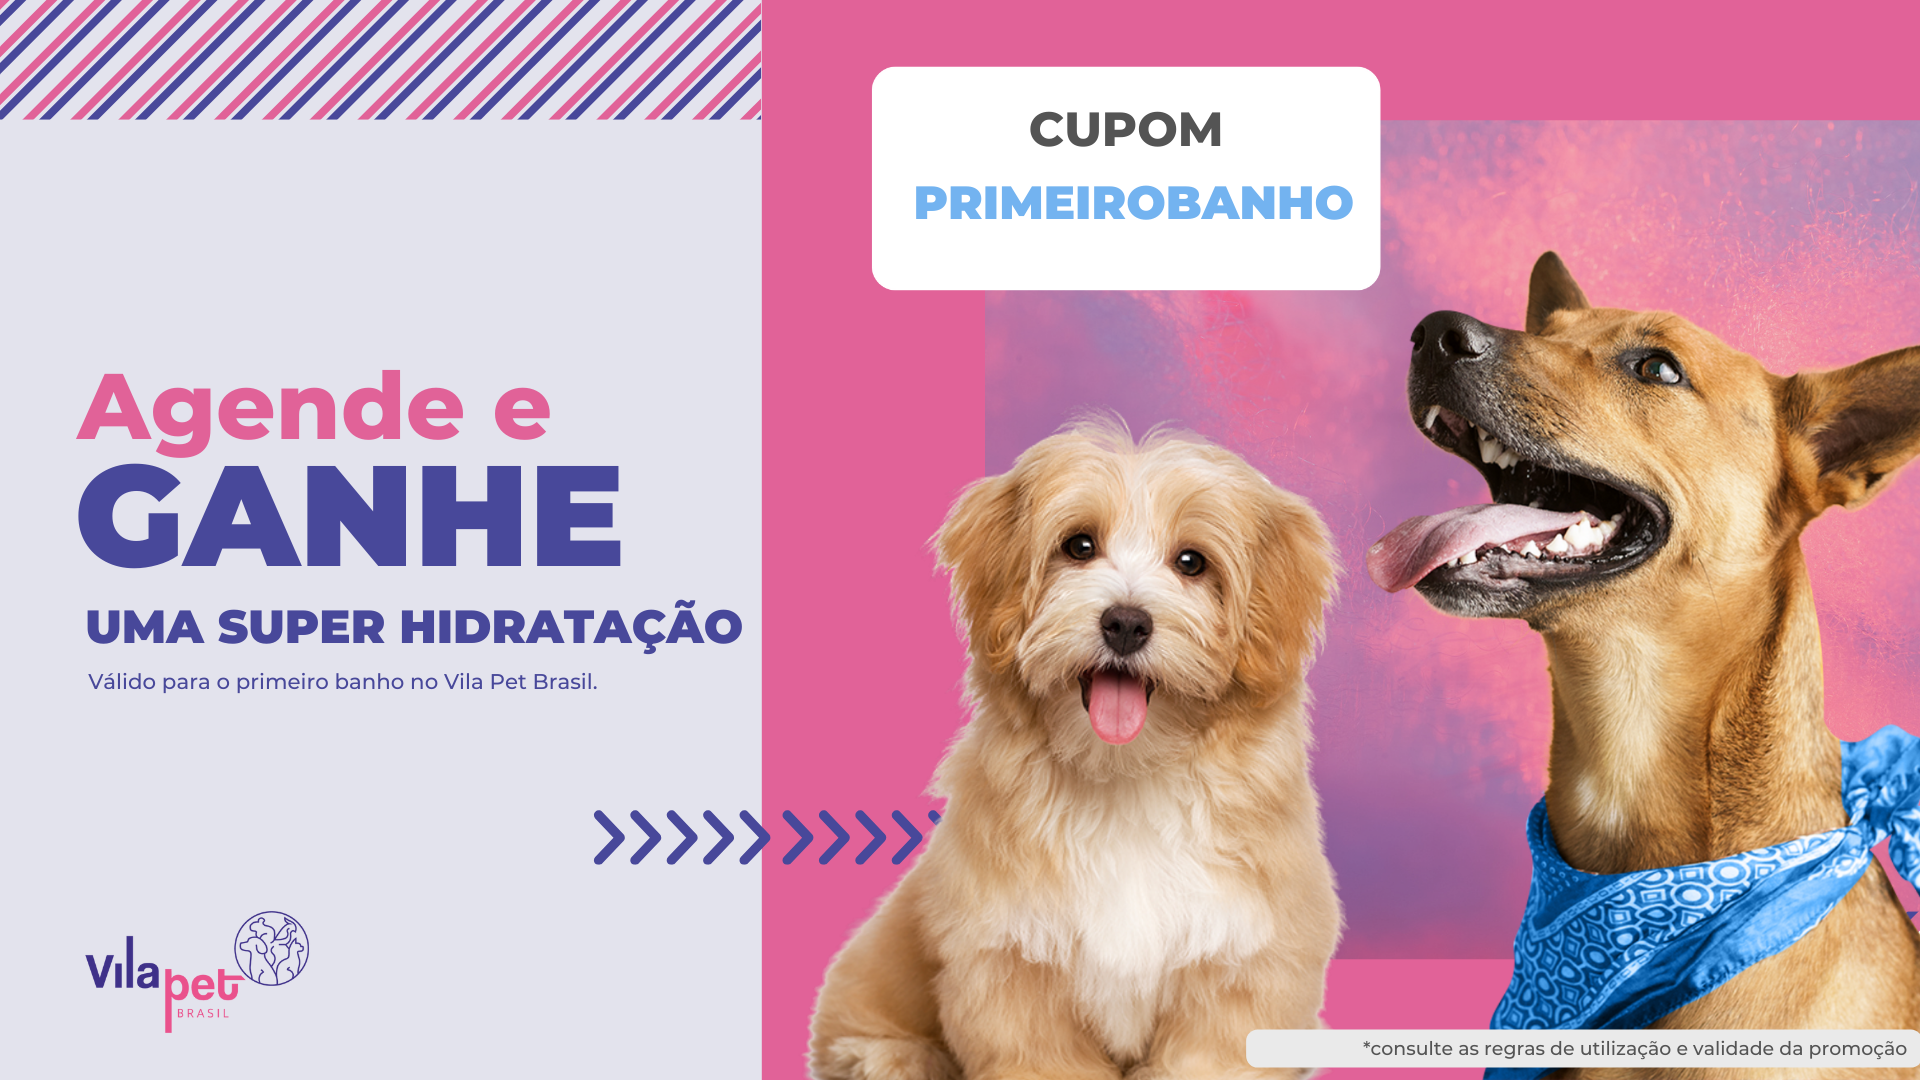 CUPOM
PRIMEIROBANHO
Agende e
GANHE
UMA SUPER HIDRATAÇÃO
Válido para o primeiro banho no Vila Pet Brasil.
Vila
pet
BRASIL
*consulte as regras de utilização e validade da promoção